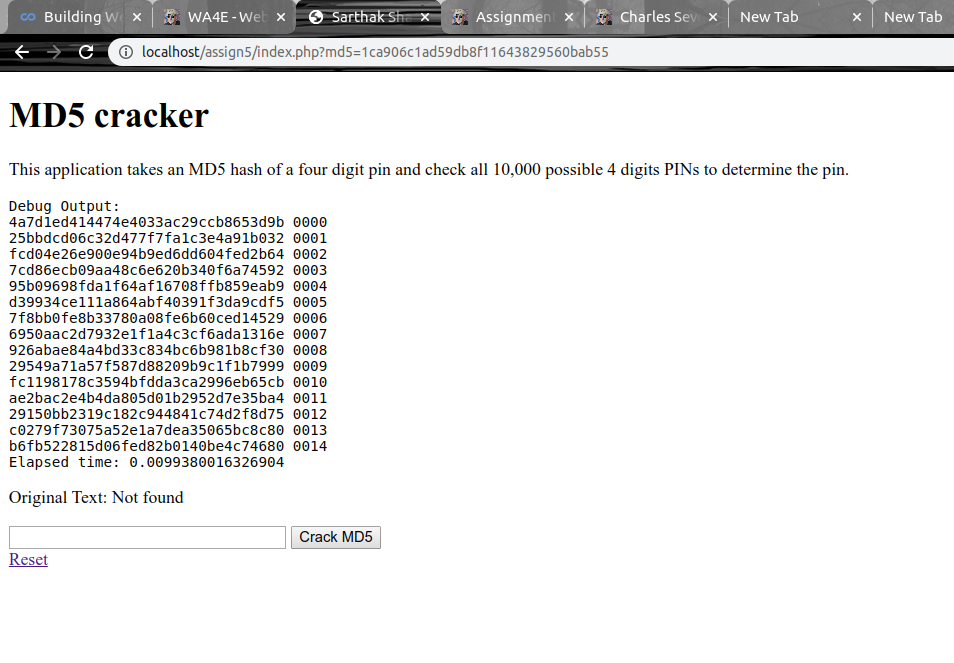 Building W
WA4E - Web
Sarthak Sha
Assignment
Charles Sev
New Tab
New Tab
localhost/assign5/index.php?md5=1ca906c1ad59db8f11643829560bab55
MD5 cracker
This application takes an MD5 hash of a four digit pin and check all 10,000 possible 4 digits PINs to determine the pin.
Debug Output:
4a7d1ed414474e4033ac29ccb8653d9b 0000
25bbdcd06c32d477f7fa1c3e4a91b032 0001
fcd04e26e900e94b9ed6dd604fed2b64 0002
7cd86ecb09aa48c6e620b340f6a74592 0003
95b09698fda1f64af16708ffb859eab9 0004
d39934ce111a864abf40391f3da9cdf5 0005
7f8bb0fe8b33780a08fe6b60ced14529 0006
6950aac2d7932e1f1a4c3cf6ada1316e 0007
926abae84a4bd33c834bc6b981b8cf30 0008
29549a71a57f587d88209b9c1f1b7999 0009
fc1198178c3594bfdda3ca2996eb65cb 0010
ae2bac2e4b4da805d01b2952d7e35ba4 0011
29150bb2319c182c944841c74d2f8d75 0012
c0279f73075a52e1a7dea35065bc8c80 0013
b6fb522815d06fed82b0140be4c74680 0014
Elapsed time: 0.0099380016326904
Original Text: Not found
Crack MD5
Reset